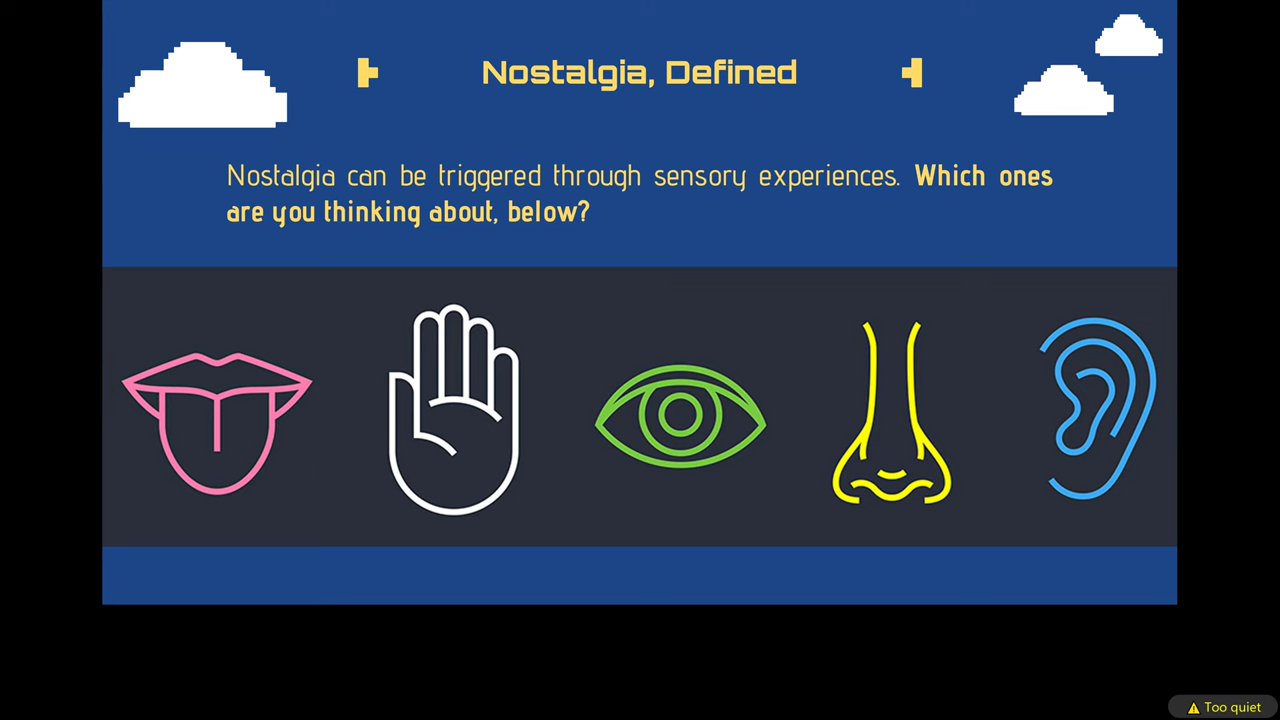 Nostalgia, Defined
Nostalgia can be triggered through sensory experiences. Which ones
are you thinking about, below?
Too quiet